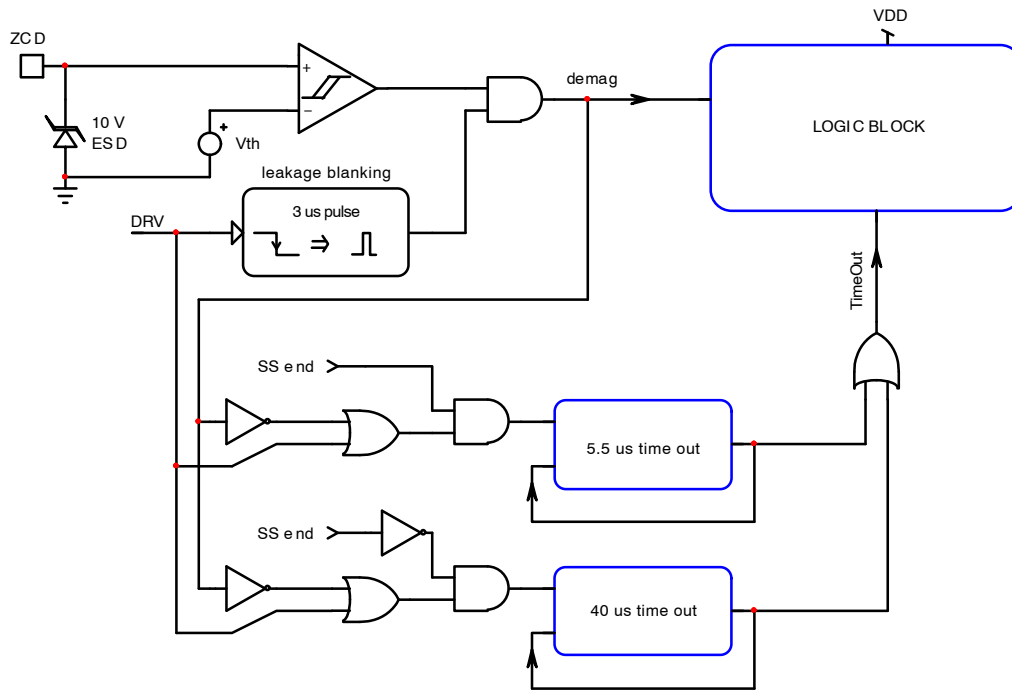 ZCD
VDD
+
demag
LOGIC BLOCK
10 V
ESD
–
+
Vth
leakage blanking
DRV
3 us pulse
⇒
TimeOut
SS end
5.5 us time out
SS end
40 us time out